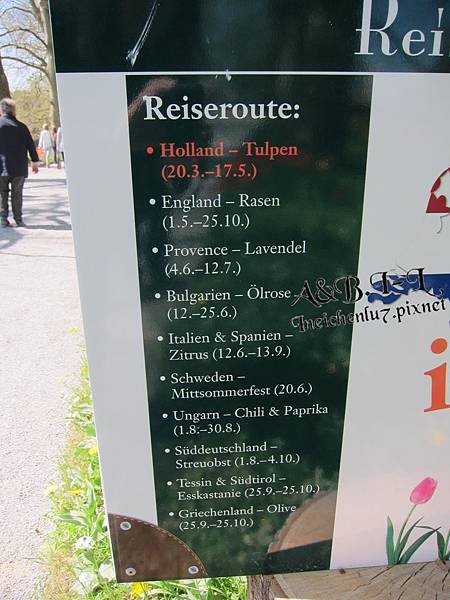 Rei
Reiseroute:
• Holland – Tulpen
(20.3.–17.5.)
• England – Rasen
(1.5.–25.10.)
• Provence – Lavendel
(4.6.–12.7.)
• Bulgarien – Ölrose
(12.–25.6.)
• Italien & Spanien –
Zitrus (12.6.–13.9.)
• Schweden –
Mittsommerfest (20.6.)
• Ungarn – Chili & Paprika
(1.8.–30.8.)
• Süddeutschland –
Streuobst (1.8.–4.10.)
• Tessin & Südtirol –
Esskastanie (25.9.–25.10.)
• Griechenland – Olive
(25.9.–25.10.)
A&B.I-L
Ineichenlu7.pixnet
i